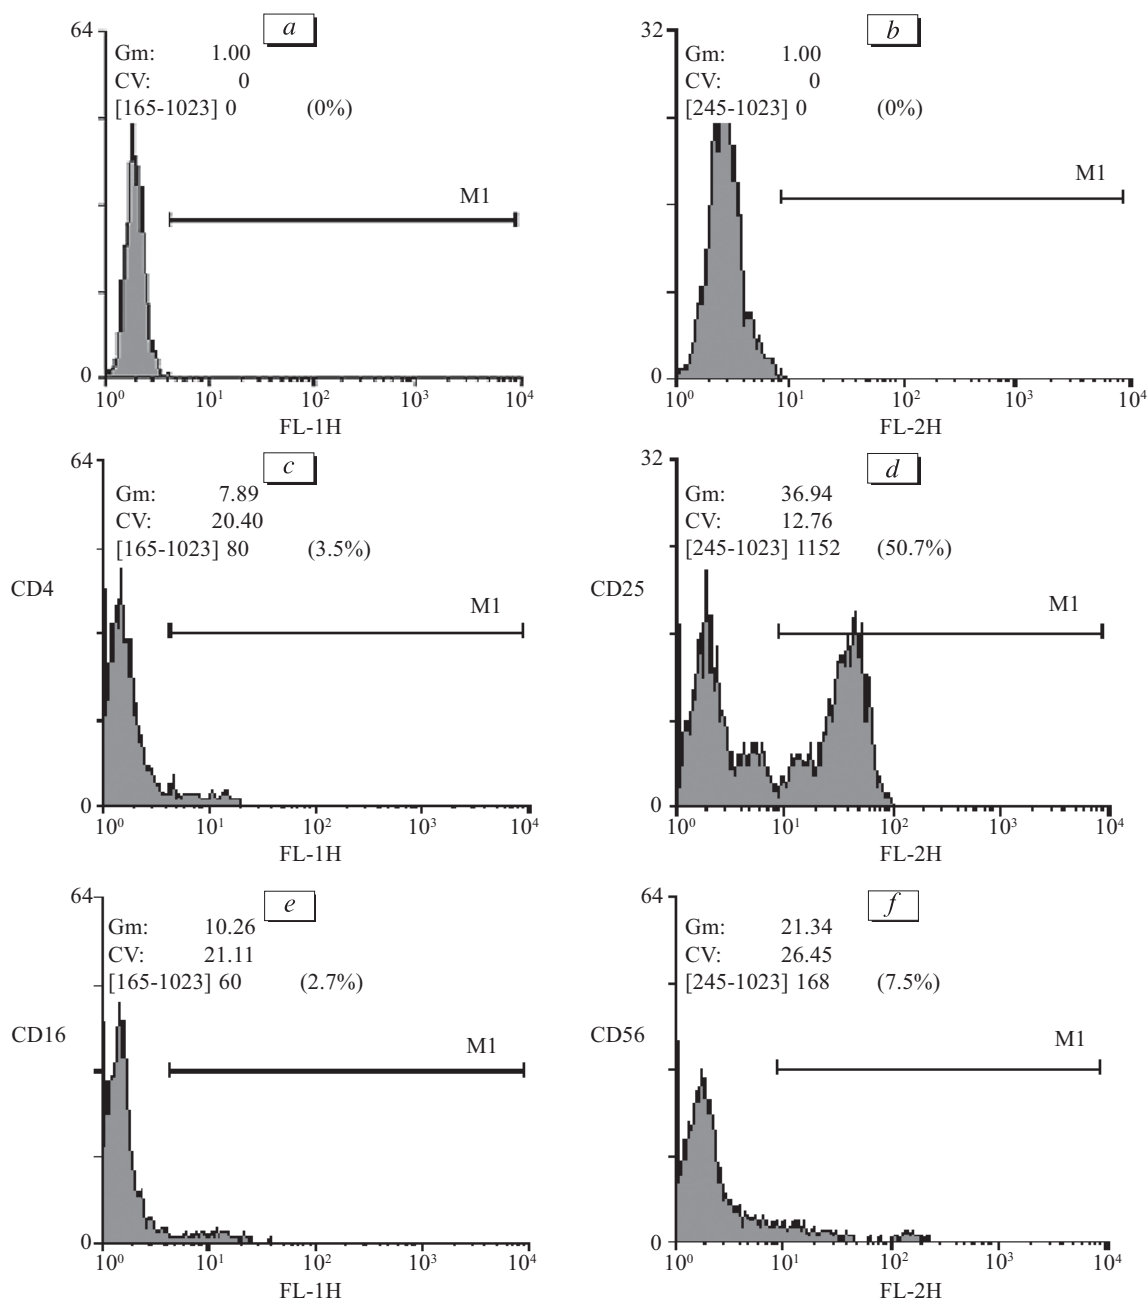 a
64
Gm: 1.00
CV: 0
[165-1023] 0 (0%)
M1
0
10⁰ 10¹ 10² 10³ 10⁴
FL-1H
b
32
Gm: 1.00
CV: 0
[245-1023] 0 (0%)
M1
0
10⁰ 10¹ 10² 10³ 10⁴
FL-2H
c
64
Gm: 7.89
CV: 20.40
[165-1023] 80 (3.5%)
CD4
M1
0
10⁰ 10¹ 10² 10³ 10⁴
FL-1H
d
32
Gm: 36.94
CV: 12.76
[245-1023] 1152 (50.7%)
CD25
M1
0
10⁰ 10¹ 10² 10³ 10⁴
FL-2H
e
64
Gm: 10.26
CV: 21.11
[165-1023] 60 (2.7%)
CD16
M1
0
10⁰ 10¹ 10² 10³ 10⁴
FL-1H
f
64
Gm: 21.34
CV: 26.45
[245-1023] 168 (7.5%)
CD56
M1
0
10⁰ 10¹ 10² 10³ 10⁴
FL-2H